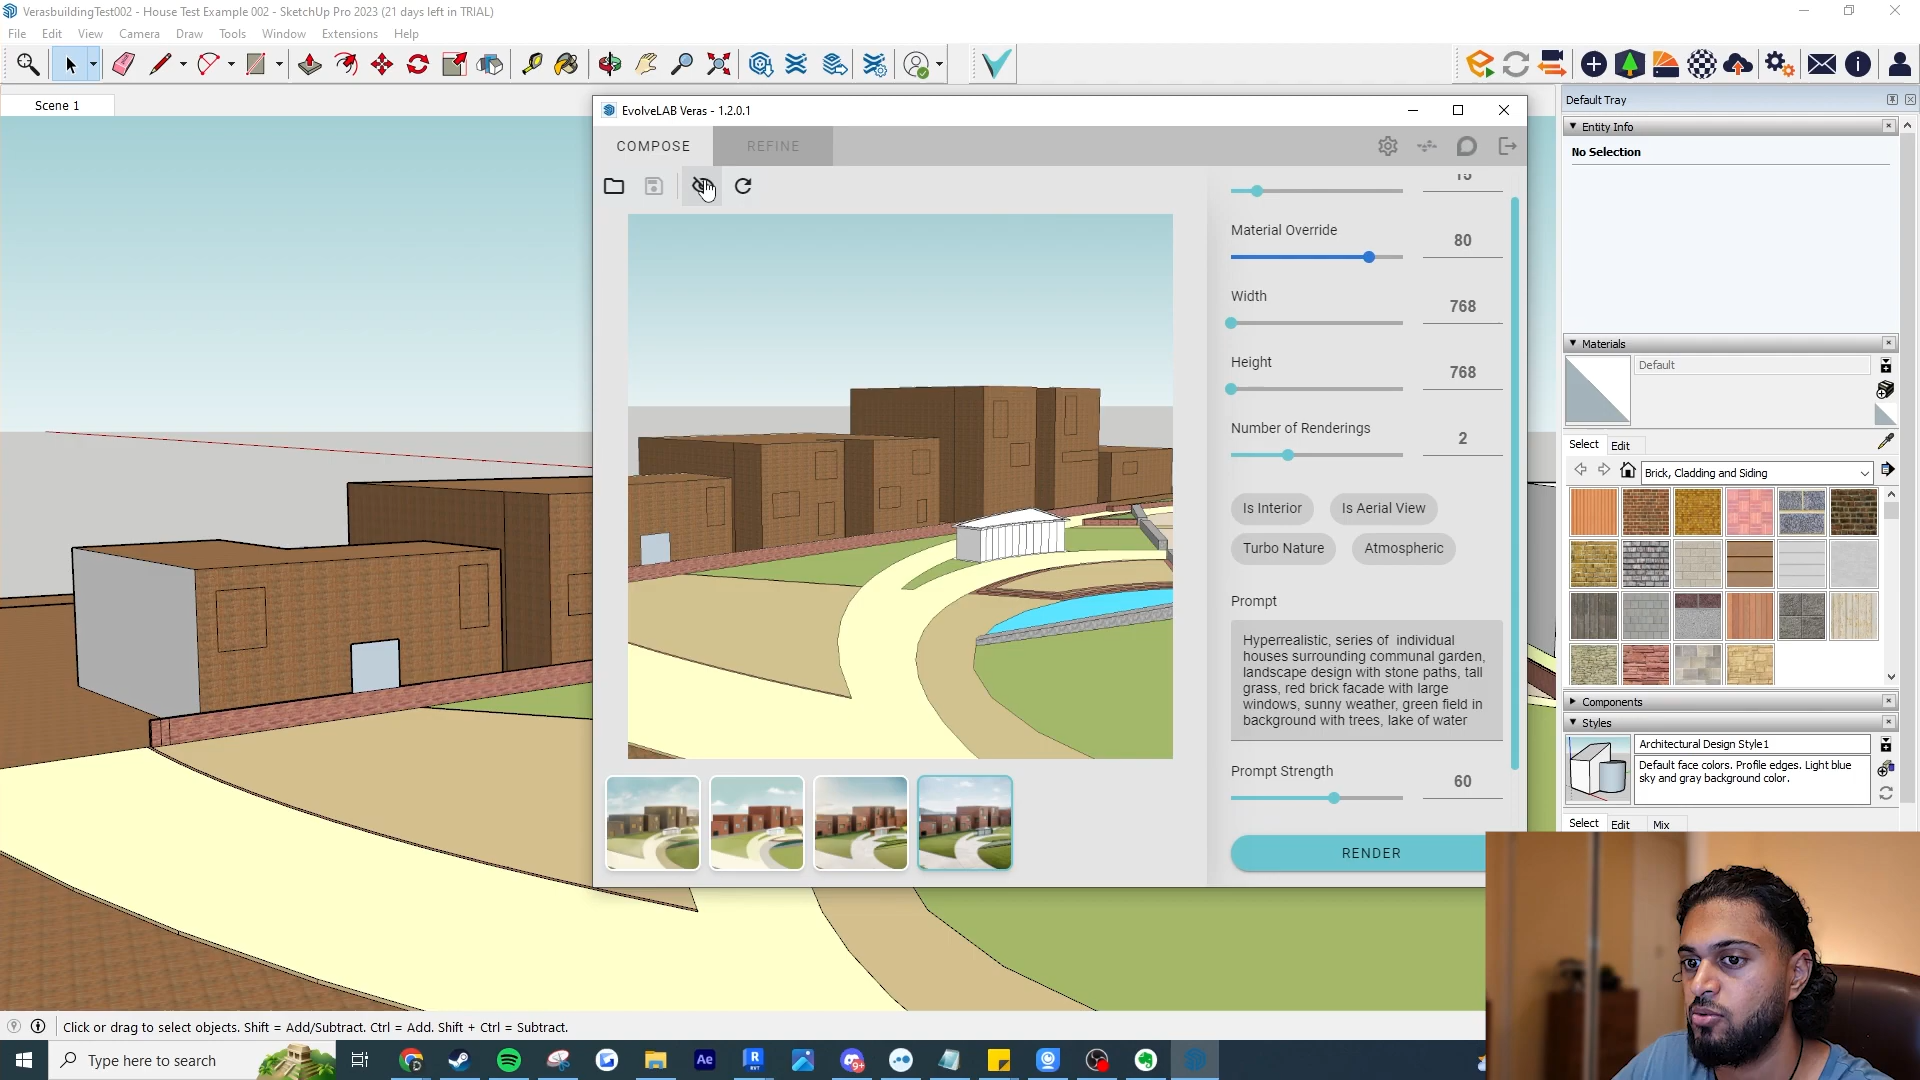 VerasbuildingTest002 - House Test Example 002 - SketchUp Pro 2023 (21 days left in TRIAL)
File Edit View Camera Draw Tools Window Extensions Help
Scene 1
EvolveLAB Veras - 1.2.0.1
COMPOSE REFINE
15
Material Override 80
Width 768
Height 768
Number of Renderings 2
Is Interior Is Aerial View
Turbo Nature Atmospheric
Prompt
Hyperrealistic, series of individual
houses surrounding communal garden,
landscape design with stone paths, tall
grass, red brick facade with large
windows, sunny weather, green field in
background with trees, lake of water
Prompt Strength 60
RENDER
Default Tray
Entity Info
No Selection
Materials
Default
Select Edit
Brick, Cladding and Siding
Components
Styles
Architectural Design Style1
Default face colors. Profile edges. Light blue
sky and gray background color.
Select Edit Mix
Click or drag to select objects. Shift = Add/Subtract. Ctrl = Add. Shift + Ctrl = Subtract.
Type here to search
Ae
R
RVT
9+